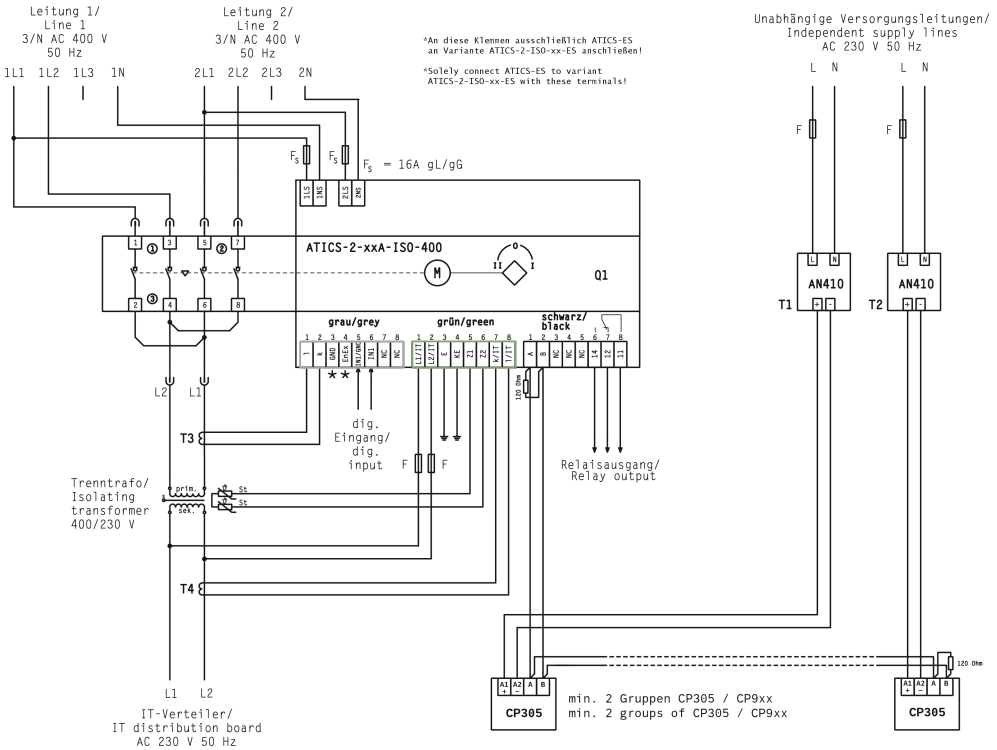 Leitung 1/
Line 1
3/N AC 400 V
50 Hz
1L1 1L2 1L3 1N
Leitung 2/
Line 2
3/N AC 400 V
50 Hz
2L1 2L2 2L3 2N
*An diese Klemmen ausschließlich ATICS-ES
an Variante ATICS-2-ISO-xx-ES anschließen!
*Solely connect ATICS-ES to variant
ATICS-2-ISO-xx-ES with these terminals!
Unabhängige Versorgungsleitungen/
Independent supply lines
AC 230 V 50 Hz
L N L N
F F
Fs Fs Fs = 16A gL/gG
1LS 1NS 2LS 2NS
1 3 5 7
① ②
③
2 4 6 8
ATICS-2-xxA-ISO-400
M
II 0 I
Q1
L N
AN410
+ -
T1
L N
AN410
+ -
T2
grau/grey
1 2 3 4 5 6 7 8
l k GND EnEx IN1/GND IN1 NC NC
* *
grün/green
1 2 3 4 5 6 7 8
L1/IT L2/IT E KE Z1 Z2 k/IT l/IT
schwarz/
black
1 2 3 4 5 6 7 8
A B NC NC NC 14 12 11
120 Ohm
L2 L1
T3
dig.
Eingang/
dig.
input
F F
Relaisausgang/
Relay output
Trenntrafo/
Isolating
transformer
400/230 V
prim.
sek.
St
St
T4
120 Ohm
L1 L2
IT-Verteiler/
IT distribution board
AC 230 V 50 Hz
A1 A2 A B
+ -
CP305
min. 2 Gruppen CP305 / CP9xx
min. 2 groups of CP305 / CP9xx
A1 A2 A B
+ -
CP305